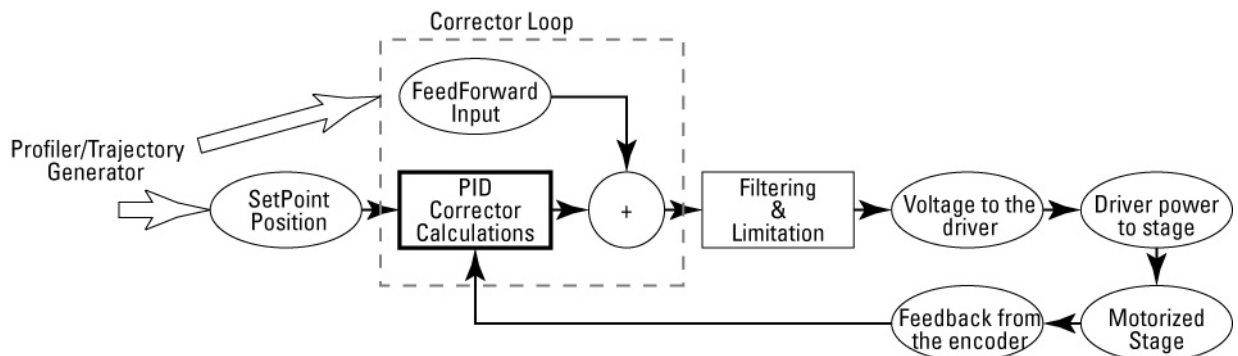 Corrector Loop
FeedForward
Input
Profiler/Trajectory
Generator
SetPoint
Position
PID
Corrector
Calculations
+
Filtering
&
Limitation
Voltage to the
driver
Driver power
to stage
Feedback from
the encoder
Motorized
Stage